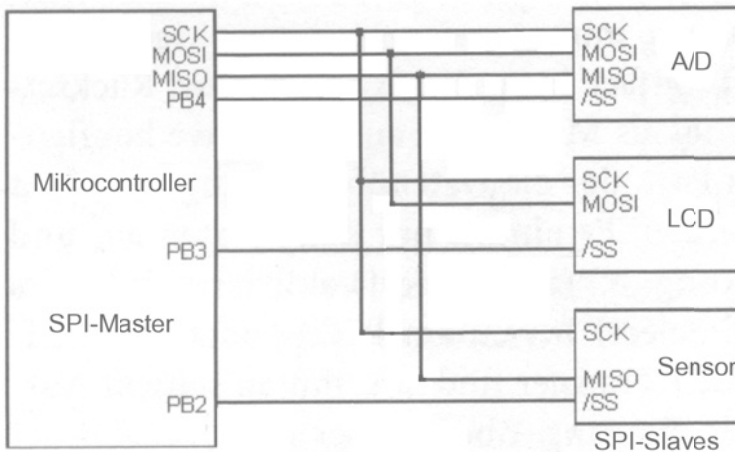 SCK
MOSI
MISO
PB4
Mikrocontroller
PB3
SPI-Master
PB2
SCK
MOSI
MISO
/SS
A/D
SCK
MOSI
/SS
LCD
SCK
MISO
/SS
Sensor
SPI-Slaves